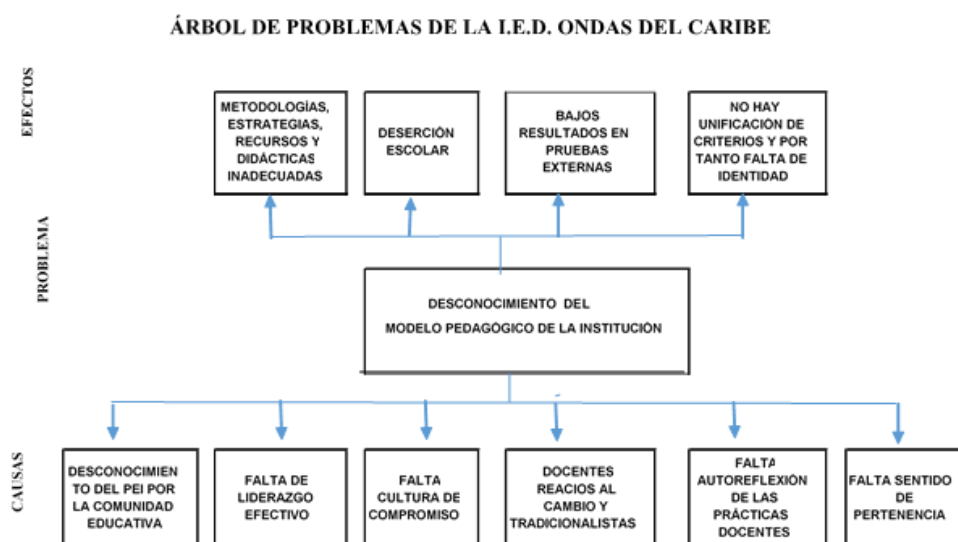 ÁRBOL DE PROBLEMAS DE LA I.E.D. ONDAS DEL CARIBE
EFECTOS
METODOLOGÍAS,
ESTRATEGIAS,
RECURSOS Y
DIDÁCTICAS
INADECUADAS
DESERCIÓN
ESCOLAR
BAJOS
RESULTADOS EN
PRUEBAS
EXTERNAS
NO HAY
UNIFICACIÓN DE
CRITERIOS Y POR
TANTO FALTA DE
IDENTIDAD
PROBLEMA
DESCONOCIMIENTO DEL
MODELO PEDAGÓGICO DE LA INSTITUCIÓN
CAUSAS
DESCONOCIMIEN
TO DEL PEI POR
LA COMUNIDAD
EDUCATIVA
FALTA DE
LIDERAZGO
EFECTIVO
FALTA
CULTURA DE
COMPROMISO
DOCENTES
REACIOS AL
CAMBIO Y
TRADICIONALISTAS
FALTA
AUTOREFLEXIÓN
DE LAS
PRÁCTICAS
DOCENTES
FALTA SENTIDO
DE
PERTENENCIA